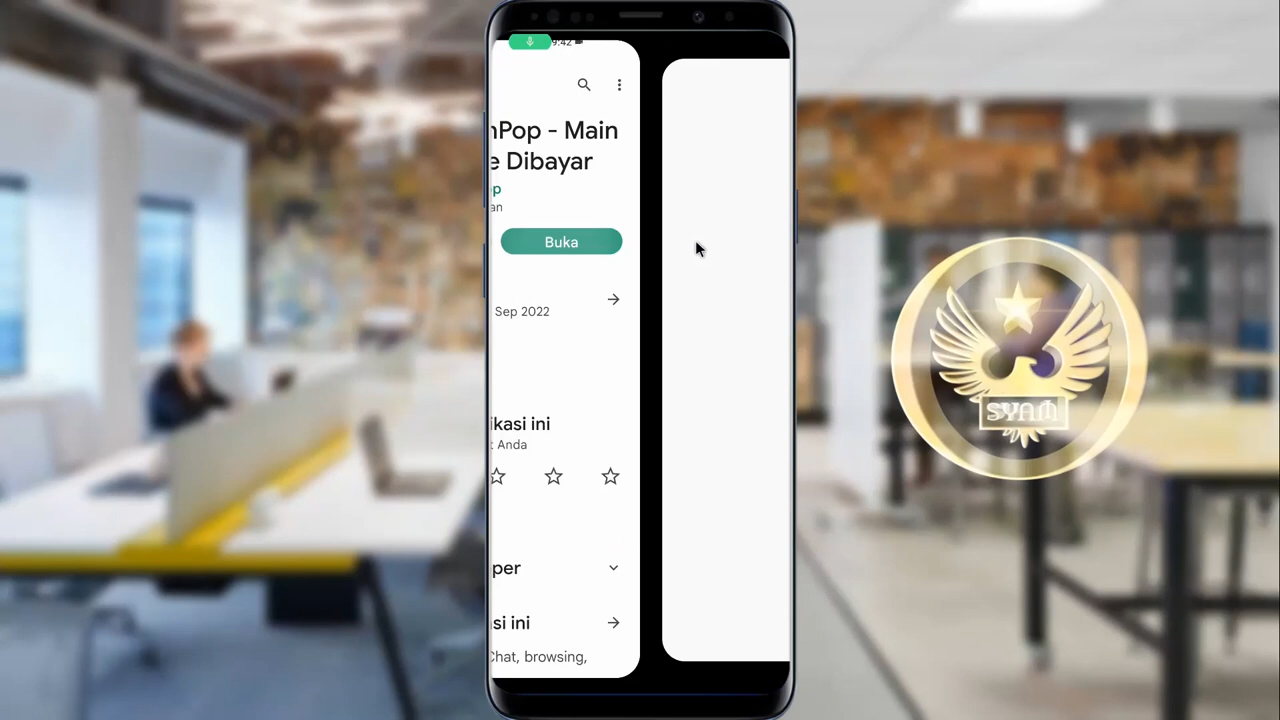 9:42
nPop - Main
e Dibayar
p
an
Buka
Sep 2022
ikasi ini
t Anda
per
si ini
Chat, browsing,
SYAM